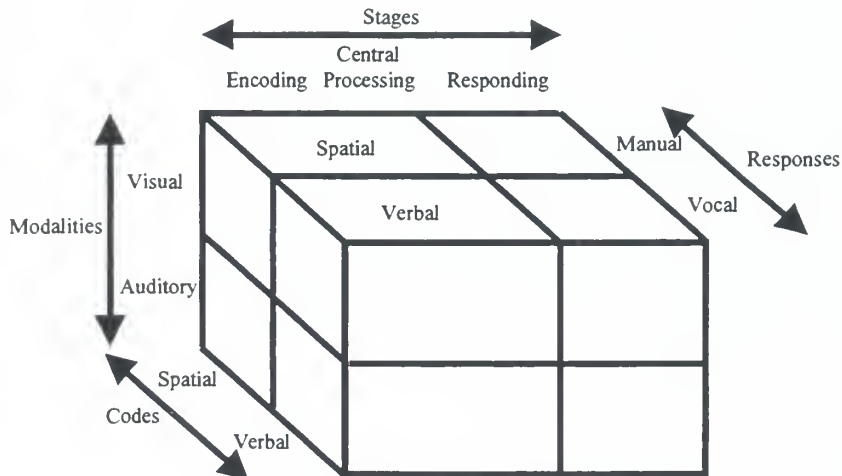 Stages
Central
Encoding Processing Responding
Spatial
Manual
Responses
Visual
Verbal
Vocal
Modalities
Auditory
Spatial
Codes
Verbal